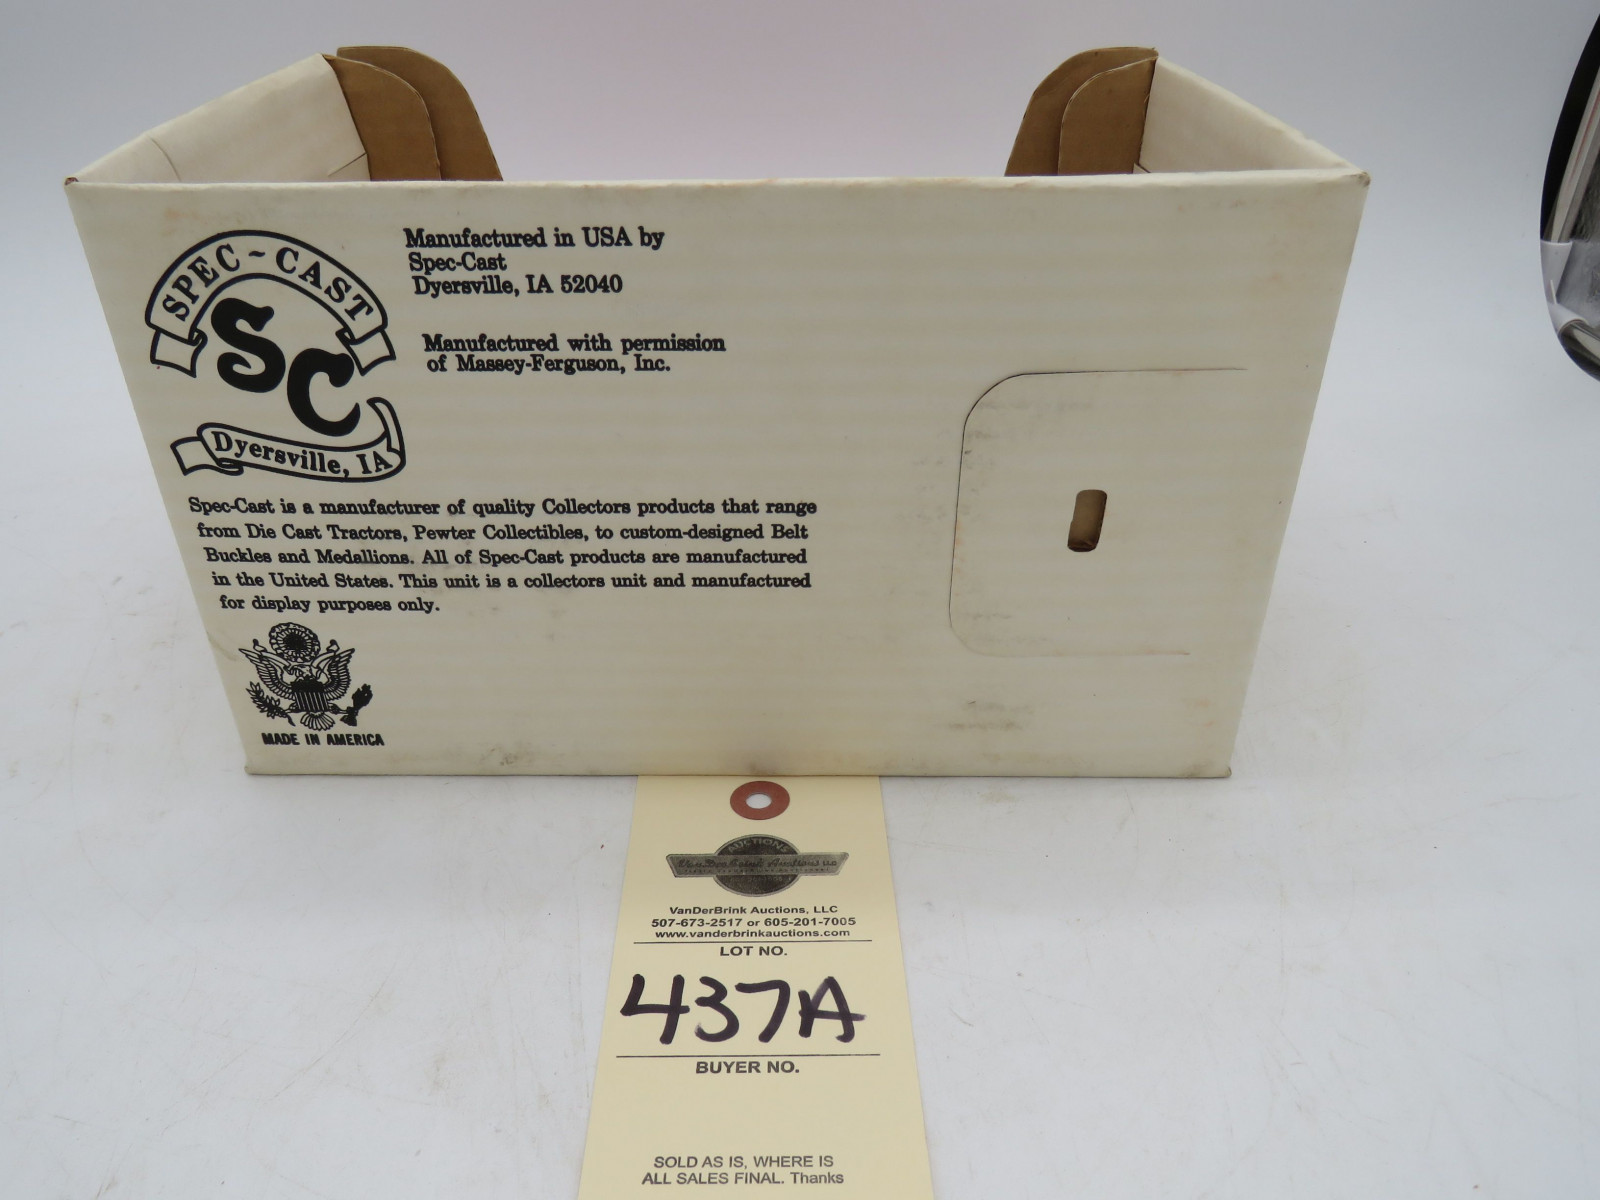 SPEC~CAST
SC
Dyersville, IA
Manufactured in USA by
Spec-Cast
Dyersville, IA 52040
Manufactured with permission
of Massey-Ferguson, Inc.
Spec-Cast is a manufacturer of quality Collectors products that range
from Die Cast Tractors, Pewter Collectibles, to custom-designed Belt
Buckles and Medallions. All of Spec-Cast products are manufactured
in the United States. This unit is a collectors unit and manufactured
for display purposes only.
MADE IN AMERICA
AUCTIONS
VanDerBrink Auctions LLC
VanDerBrink Auctions, LLC
507-673-2517 or 605-201-7005
www.vanderbrinkauctions.com
LOT NO.
437A
BUYER NO.
SOLD AS IS, WHERE IS
ALL SALES FINAL. Thanks